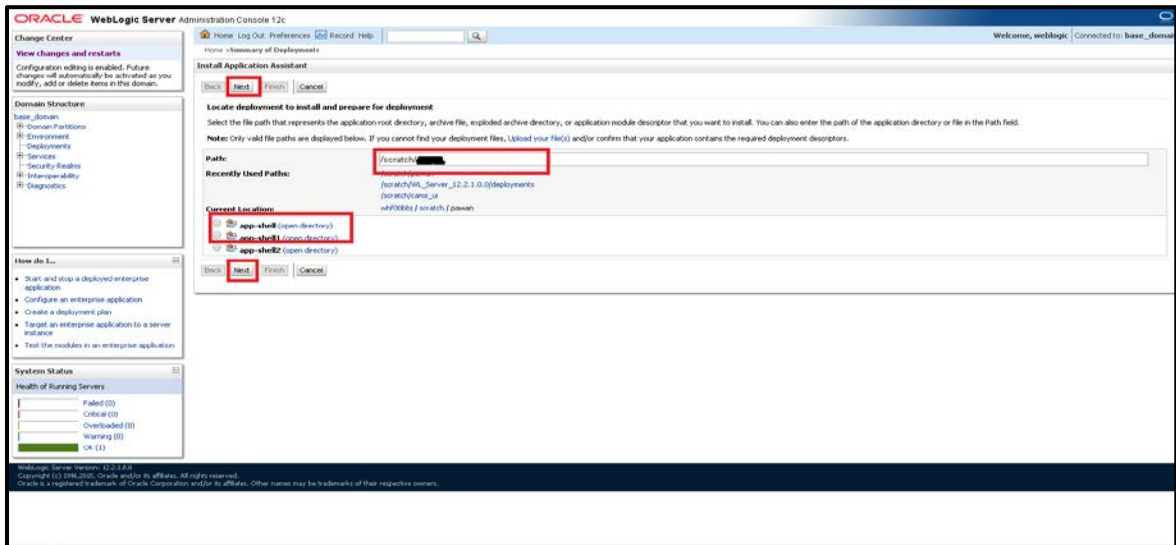 ORACLE WebLogic Server Administration Console 12c
Change Center
View changes and restarts
Configuration editing is enabled. Future
changes will automatically be activated as you
modify, add or delete items in this domain.
Domain Structure
base_domain
Domain Partitions
Environment
Deployments
Services
Security Realms
Interoperability
Diagnostics
How do I...
Start and stop a deployed enterprise
application
Configure an enterprise application
Create a deployment plan
Target an enterprise application to a server
instance
Test the modules in an enterprise application
System Status
Health of Running Servers
Failed (0)
Critical (0)
Overloaded (0)
Warning (0)
OK (1)
Home Log Out Preferences Record Help
Welcome, weblogic Connected to: base_domain
Home >Summary of Deployments
Install Application Assistant
Back Next Finish Cancel
Locate deployment to install and prepare for deployment
Select the file path that represents the application root directory, archive file, exploded archive directory, or application module descriptor that you want to install. You can also enter the path of the application directory or file in the Path field.
Note: Only valid file paths are displayed below. If you cannot find your deployment files, Upload your file(s) and/or confirm that your application contains the required deployment descriptors.
Path: /scratch/
Recently Used Paths:
/scratch/WL_Server_12.2.1.0.0/deployments
/scratch/cams_ui
Current Location: whf00bbs / scratch / pawan
app-shell (open directory)
app-shell1 (open directory)
app-shell2 (open directory)
Back Next Finish Cancel
WebLogic Server Version: 12.2.1.0.0
Copyright (c) 1996,2015, Oracle and/or its affiliates. All rights reserved.
Oracle is a registered trademark of Oracle Corporation and/or its affiliates. Other names may be trademarks of their respective owners.